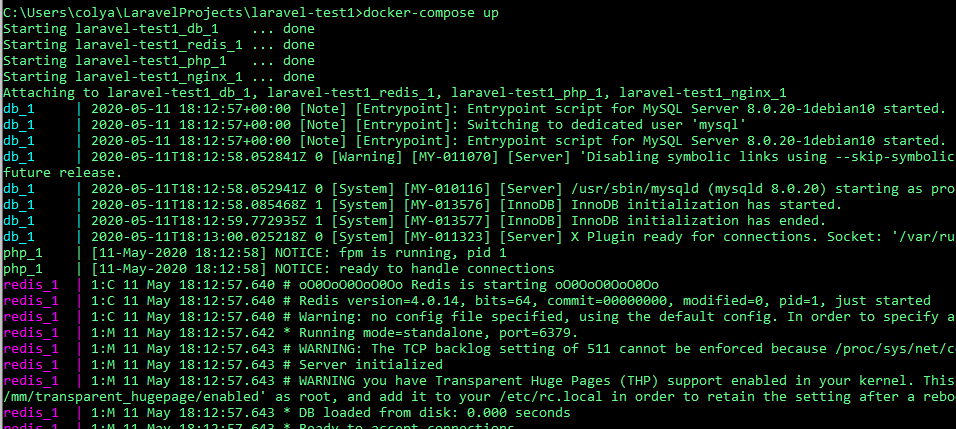 C:\Users\colya\LaravelProjects\laravel-test1>docker-compose up
Starting laravel-test1_db_1    ... done
Starting laravel-test1_redis_1 ... done
Starting laravel-test1_php_1   ... done
Starting laravel-test1_nginx_1 ... done
Attaching to laravel-test1_db_1, laravel-test1_redis_1, laravel-test1_php_1, laravel-test1_nginx_1
db_1     | 2020-05-11 18:12:57+00:00 [Note] [Entrypoint]: Entrypoint script for MySQL Server 8.0.20-1debian10 started.
db_1     | 2020-05-11 18:12:57+00:00 [Note] [Entrypoint]: Switching to dedicated user 'mysql'
db_1     | 2020-05-11 18:12:57+00:00 [Note] [Entrypoint]: Entrypoint script for MySQL Server 8.0.20-1debian10 started.
db_1     | 2020-05-11T18:12:58.052841Z 0 [Warning] [MY-011070] [Server] 'Disabling symbolic links using --skip-symbolic
future release.
db_1     | 2020-05-11T18:12:58.052941Z 0 [System] [MY-010116] [Server] /usr/sbin/mysqld (mysqld 8.0.20) starting as pro
db_1     | 2020-05-11T18:12:58.085468Z 1 [System] [MY-013576] [InnoDB] InnoDB initialization has started.
db_1     | 2020-05-11T18:12:59.772935Z 1 [System] [MY-013577] [InnoDB] InnoDB initialization has ended.
db_1     | 2020-05-11T18:13:00.025218Z 0 [System] [MY-011323] [Server] X Plugin ready for connections. Socket: '/var/ru
php_1    | [11-May-2020 18:12:58] NOTICE: fpm is running, pid 1
php_1    | [11-May-2020 18:12:58] NOTICE: ready to handle connections
redis_1  | 1:C 11 May 18:12:57.640 # oO0OoO0OoO0Oo Redis is starting oO0OoO0OoO0Oo
redis_1  | 1:C 11 May 18:12:57.640 # Redis version=4.0.14, bits=64, commit=00000000, modified=0, pid=1, just started
redis_1  | 1:C 11 May 18:12:57.640 # Warning: no config file specified, using the default config. In order to specify a
redis_1  | 1:M 11 May 18:12:57.642 * Running mode=standalone, port=6379.
redis_1  | 1:M 11 May 18:12:57.643 # WARNING: The TCP backlog setting of 511 cannot be enforced because /proc/sys/net/c
redis_1  | 1:M 11 May 18:12:57.643 # Server initialized
redis_1  | 1:M 11 May 18:12:57.643 # WARNING you have Transparent Huge Pages (THP) support enabled in your kernel. This
/mm/transparent_hugepage/enabled' as root, and add it to your /etc/rc.local in order to retain the setting after a rebo
redis_1  | 1:M 11 May 18:12:57.643 * DB loaded from disk: 0.000 seconds
redis_1  | 1:M 11 May 18:12:57.643 * Ready to accept connections